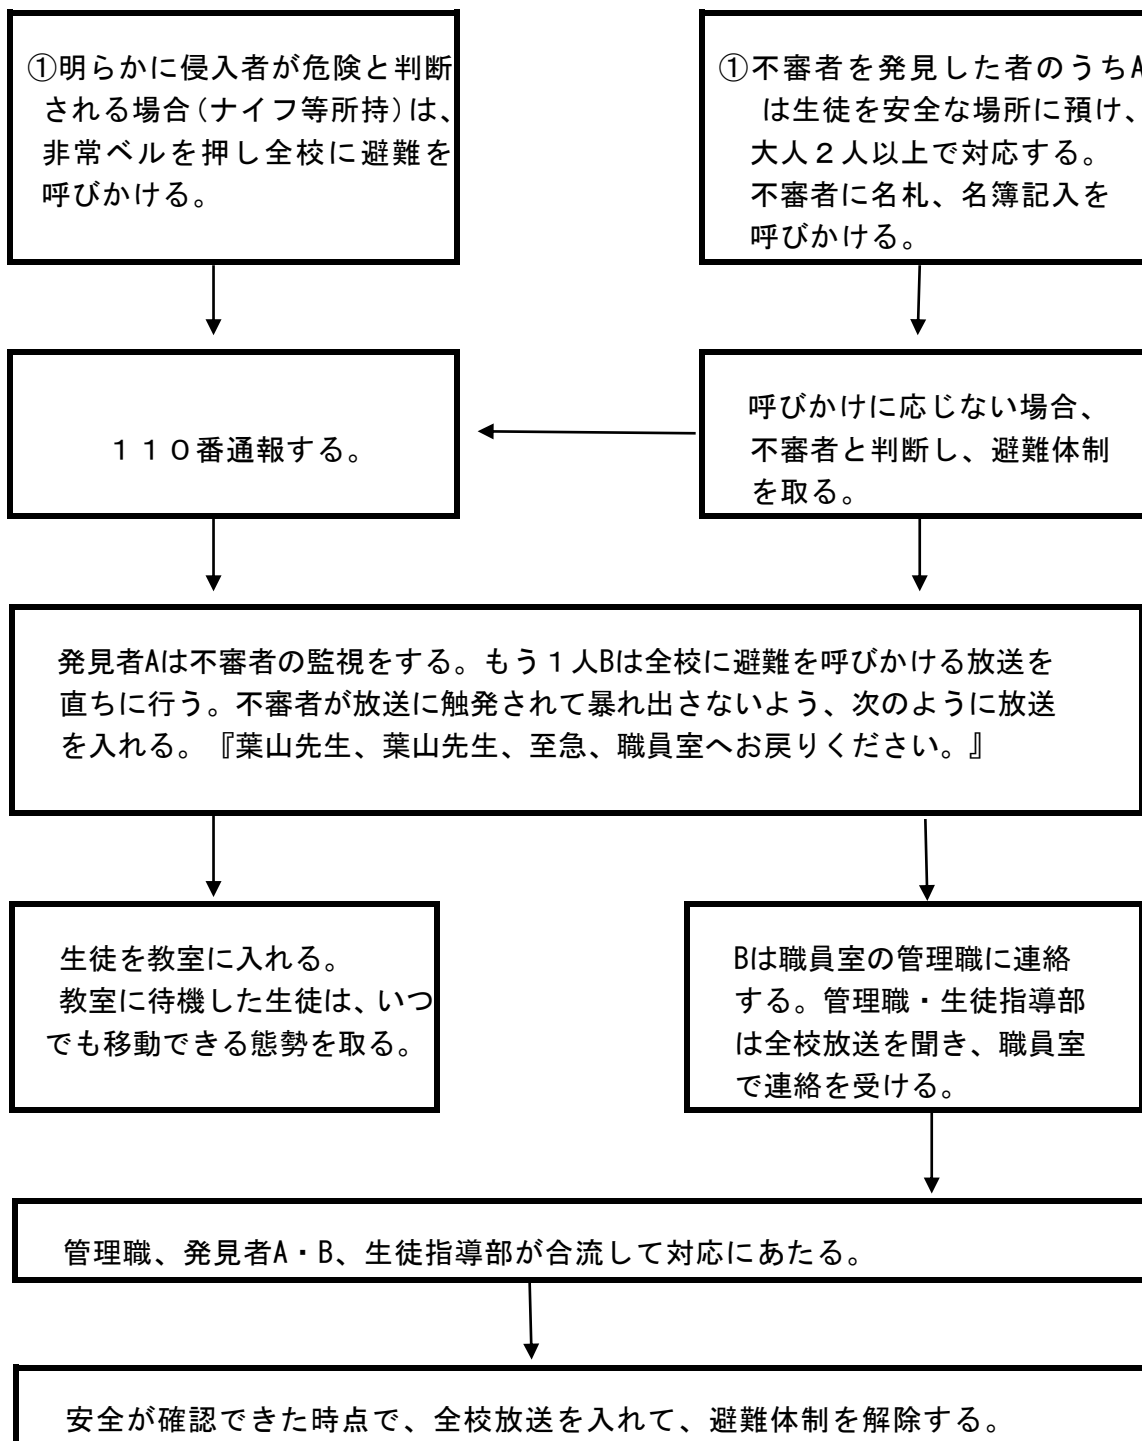 ①明らかに侵入者が危険と判断
される場合(ナイフ等所持)は、
非常ベルを押し全校に避難を
呼びかける。
①不審者を発見した者のうちA
は生徒を安全な場所に預け、
大人２人以上で対応する。
不審者に名札、名簿記入を
呼びかける。
１１０番通報する。
呼びかけに応じない場合、
不審者と判断し、避難体制
を取る。
発見者Aは不審者の監視をする。もう１人Bは全校に避難を呼びかける放送を
直ちに行う。不審者が放送に触発されて暴れ出さないよう、次のように放送
を入れる。『葉山先生、葉山先生、至急、職員室へお戻りください。』
生徒を教室に入れる。
教室に待機した生徒は、いつ
でも移動できる態勢を取る。
Bは職員室の管理職に連絡
する。管理職・生徒指導部
は全校放送を聞き、職員室
で連絡を受ける。
管理職、発見者A・B、生徒指導部が合流して対応にあたる。
安全が確認できた時点で、全校放送を入れて、避難体制を解除する。